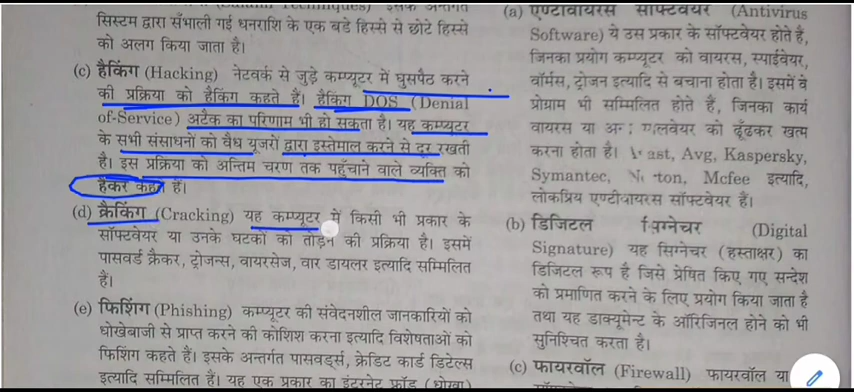 सिस्टम द्वारा सँभाली गई धनराशि के एक बडे हिस्से से छोटे हिस्से
को अलग किया जाता है।
(c) हैकिंग (Hacking) नेटवर्क से जुड़े कम्प्यूटर में घुसपैठ करने
की प्रक्रिया को हैकिंग कहते हैं। हैकिंग DOS (Denial
of-Service) अटैक का परिणाम भी हो सकता है। यह कम्प्यूटर
के सभी संसाधनों को वैध यूजरों द्वारा इस्तेमाल करने से दूर रखती
है। इस प्रक्रिया को अन्तिम चरण तक पहुँचाने वाले व्यक्ति को
हैकर कहते हैं।
(d) क्रैकिंग (Cracking) यह कम्प्यूटर में किसी भी प्रकार के
सॉफ्टवेयर या उनके घटकों को तोड़ने की प्रक्रिया है। इसमें
पासवर्ड क्रैकर, ट्रोजन्स, वायरसेज, वार डायलर इत्यादि सम्मिलित
हैं।
(e) फिशिंग (Phishing) कम्प्यूटर की संवेदनशील जानकारियों को
धोखेबाजी से प्राप्त करने की कोशिश करना इत्यादि विशेषताओं को
फिशिंग कहते हैं। इसके अन्तर्गत पासवर्ड्स, क्रेडिट कार्ड डिटेल्स
इत्यादि सम्मिलित हैं। यह एक प्रकार का इंटरनेट फ्रॉड (धोखा)
(a) एण्टीवायरस सॉफ्टवेयर (Antivirus
Software) ये उस प्रकार के सॉफ्टवेयर होते हैं,
जिनका प्रयोग कम्प्यूटर को वायरस, स्पाईवेयर,
वॉर्मस, ट्रोजन इत्यादि से बचाना होता है। इसमें वे
प्रोग्राम भी सम्मिलित होते हैं, जिनका कार्य
वायरस या को ढूँढकर खत्म
करना होता है। Avg, Kaspersky,
Symantec, Mcfee इत्यादि,
लोकप्रिय एण्टीवायरस सॉफ्टवेयर हैं।
(b) डिजिटल सिग्नेचर (Digital
Signature) यह सिग्नेचर (हस्ताक्षर) का
डिजिटल रूप है जिसे प्रेषित किए गए सन्देश
को प्रमाणित करने के लिए प्रयोग किया जाता है
तथा यह डाक्यूमेन्ट के ऑरिजिनल होने को भी
सुनिश्चित करता है।
(c) फायरवॉल (Firewall) फायरवॉल